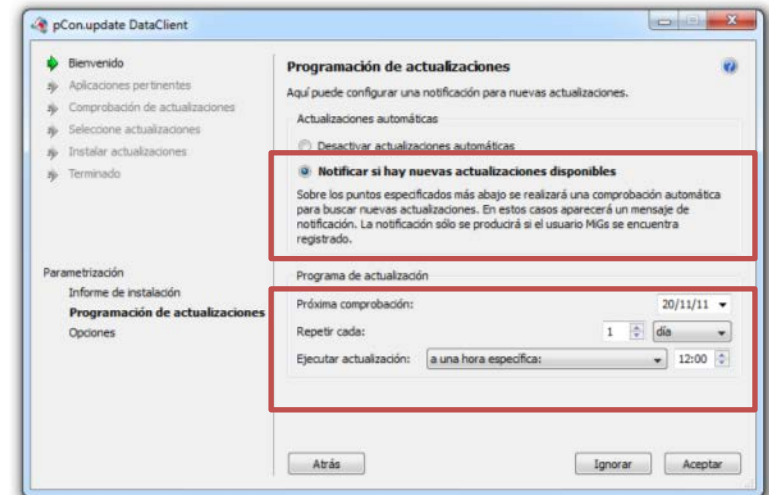 pCon.update DataClient
Bienvenido
Aplicaciones pertinentes
Comprobación de actualizaciones
Seleccione actualizaciones
Instalar actualizaciones
Terminado
Parametrización
Informe de instalación
Programación de actualizaciones
Opciones
Programación de actualizaciones
Aquí puede configurar una notificación para nuevas actualizaciones.
Actualizaciones automáticas
Desactivar actualizaciones automáticas
Notificar si hay nuevas actualizaciones disponibles
Sobre los puntos especificados más abajo se realizará una comprobación automática
para buscar nuevas actualizaciones. En estos casos aparecerá un mensaje de
notificación. La notificación sólo se producirá si el usuario MiGs se encuentra
registrado.
Programa de actualización
Próxima comprobación: 20/11/11
Repetir cada: 1 día
Ejecutar actualización: a una hora específica: 12:00
Atrás Ignorar Aceptar